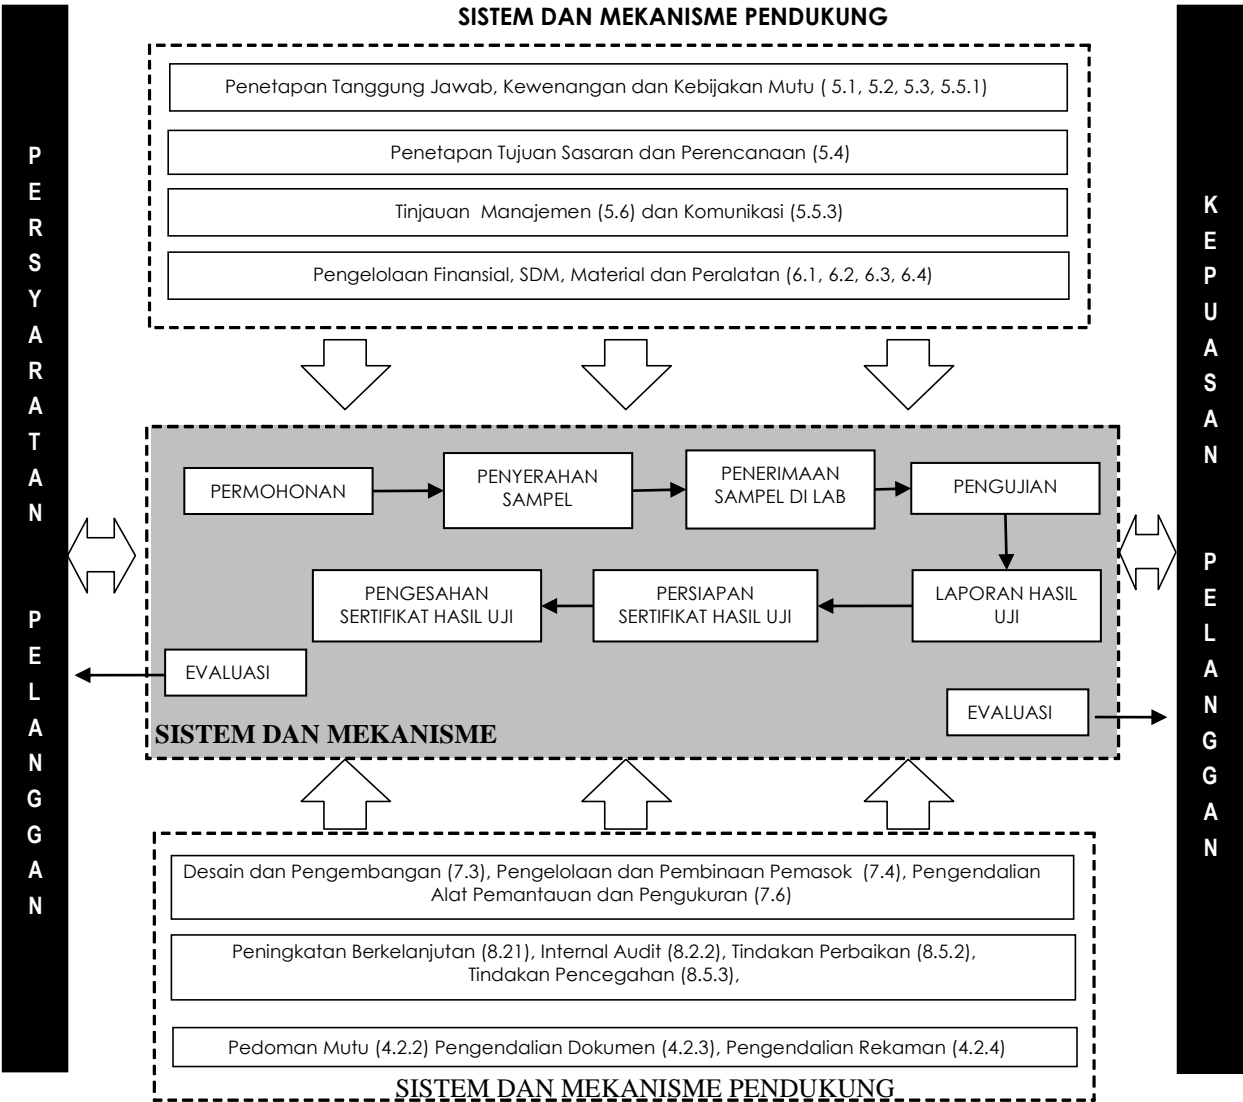 SISTEM DAN MEKANISME PENDUKUNG
PERSYARATAN PELANGGAN
Penetapan Tanggung Jawab, Kewenangan dan Kebijakan Mutu ( 5.1, 5.2, 5.3, 5.5.1)
Penetapan Tujuan Sasaran dan Perencanaan (5.4)
Tinjauan Manajemen (5.6) dan Komunikasi (5.5.3)
Pengelolaan Finansial, SDM, Material dan Peralatan (6.1, 6.2, 6.3, 6.4)
PERMOHONAN
PENYERAHAN
SAMPEL
PENERIMAAN
SAMPEL DI LAB
PENGUJIAN
LAPORAN HASIL
UJI
PERSIAPAN
SERTIFIKAT HASIL UJI
PENGESAHAN
SERTIFIKAT HASIL UJI
EVALUASI
EVALUASI
SISTEM DAN MEKANISME
Desain dan Pengembangan (7.3), Pengelolaan dan Pembinaan Pemasok (7.4), Pengendalian
Alat Pemantauan dan Pengukuran (7.6)
Peningkatan Berkelanjutan (8.21), Internal Audit (8.2.2), Tindakan Perbaikan (8.5.2),
Tindakan Pencegahan (8.5.3),
Pedoman Mutu (4.2.2) Pengendalian Dokumen (4.2.3), Pengendalian Rekaman (4.2.4)
SISTEM DAN MEKANISME PENDUKUNG
KEPUASAN PELANGGAN